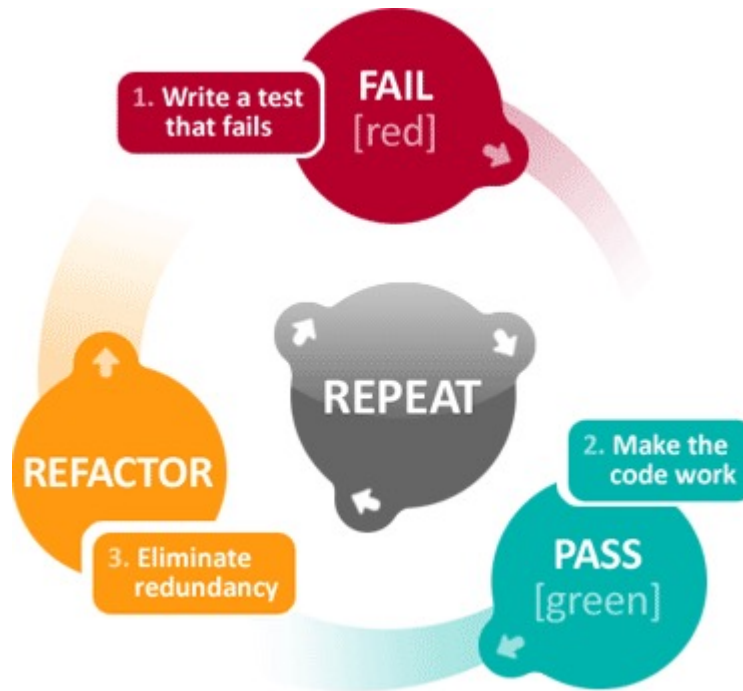 1. Write a test
that fails
FAIL
[red]
REPEAT
2. Make the
code work
PASS
[green]
REFACTOR
3. Eliminate
redundancy